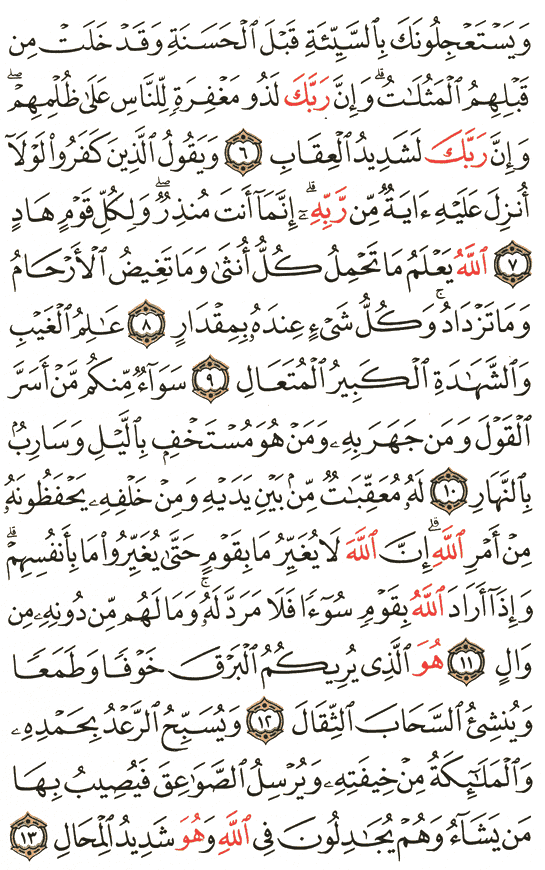 وَيَسْتَعْجِلُونَكَ بِٱلسَّيِّئَةِ قَبْلَ ٱلْحَسَنَةِ وَقَدْ خَلَتْ مِن
قَبْلِهِمُ ٱلْمَثُلَٰتُ ۗ وَإِنَّ رَبَّكَ لَذُو مَغْفِرَةٍ لِّلنَّاسِ عَلَىٰ ظُلْمِهِمْ ۖ
وَإِنَّ رَبَّكَ لَشَدِيدُ ٱلْعِقَابِ ٦ وَيَقُولُ ٱلَّذِينَ كَفَرُوا۟ لَوْلَآ
أُنزِلَ عَلَيْهِ ءَايَةٌ مِّن رَّبِّهِۦٓ ۗ إِنَّمَآ أَنتَ مُنذِرٌ ۖ وَلِكُلِّ قَوْمٍ هَادٍ
٧ ٱللَّهُ يَعْلَمُ مَا تَحْمِلُ كُلُّ أُنثَىٰ وَمَا تَغِيضُ ٱلْأَرْحَامُ
وَمَا تَزْدَادُ ۖ وَكُلُّ شَىْءٍ عِندَهُۥ بِمِقْدَارٍ ٨ عَٰلِمُ ٱلْغَيْبِ
وَٱلشَّهَٰدَةِ ٱلْكَبِيرُ ٱلْمُتَعَالِ ٩ سَوَآءٌ مِّنكُم مَّنْ أَسَرَّ
ٱلْقَوْلَ وَمَن جَهَرَ بِهِۦ وَمَنْ هُوَ مُسْتَخْفٍۭ بِٱلَّيْلِ وَسَارِبٌۢ
بِٱلنَّهَارِ ١٠ لَهُۥ مُعَقِّبَٰتٌ مِّنۢ بَيْنِ يَدَيْهِ وَمِنْ خَلْفِهِۦ يَحْفَظُونَهُۥ
مِنْ أَمْرِ ٱللَّهِ ۗ إِنَّ ٱللَّهَ لَا يُغَيِّرُ مَا بِقَوْمٍ حَتَّىٰ يُغَيِّرُوا۟ مَا بِأَنفُسِهِمْ ۗ
وَإِذَآ أَرَادَ ٱللَّهُ بِقَوْمٍ سُوٓءًا فَلَا مَرَدَّ لَهُۥ ۚ وَمَا لَهُم مِّن دُونِهِۦ مِن
وَالٍ ١١ هُوَ ٱلَّذِى يُرِيكُمُ ٱلْبَرْقَ خَوْفًا وَطَمَعًا
وَيُنشِئُ ٱلسَّحَابَ ٱلثِّقَالَ ١٢ وَيُسَبِّحُ ٱلرَّعْدُ بِحَمْدِهِۦ
وَٱلْمَلَٰٓئِكَةُ مِنْ خِيفَتِهِۦ وَيُرْسِلُ ٱلصَّوَٰعِقَ فَيُصِيبُ بِهَا
مَن يَشَآءُ وَهُمْ يُجَٰدِلُونَ فِى ٱللَّهِ وَهُوَ شَدِيدُ ٱلْمِحَالِ ١٣